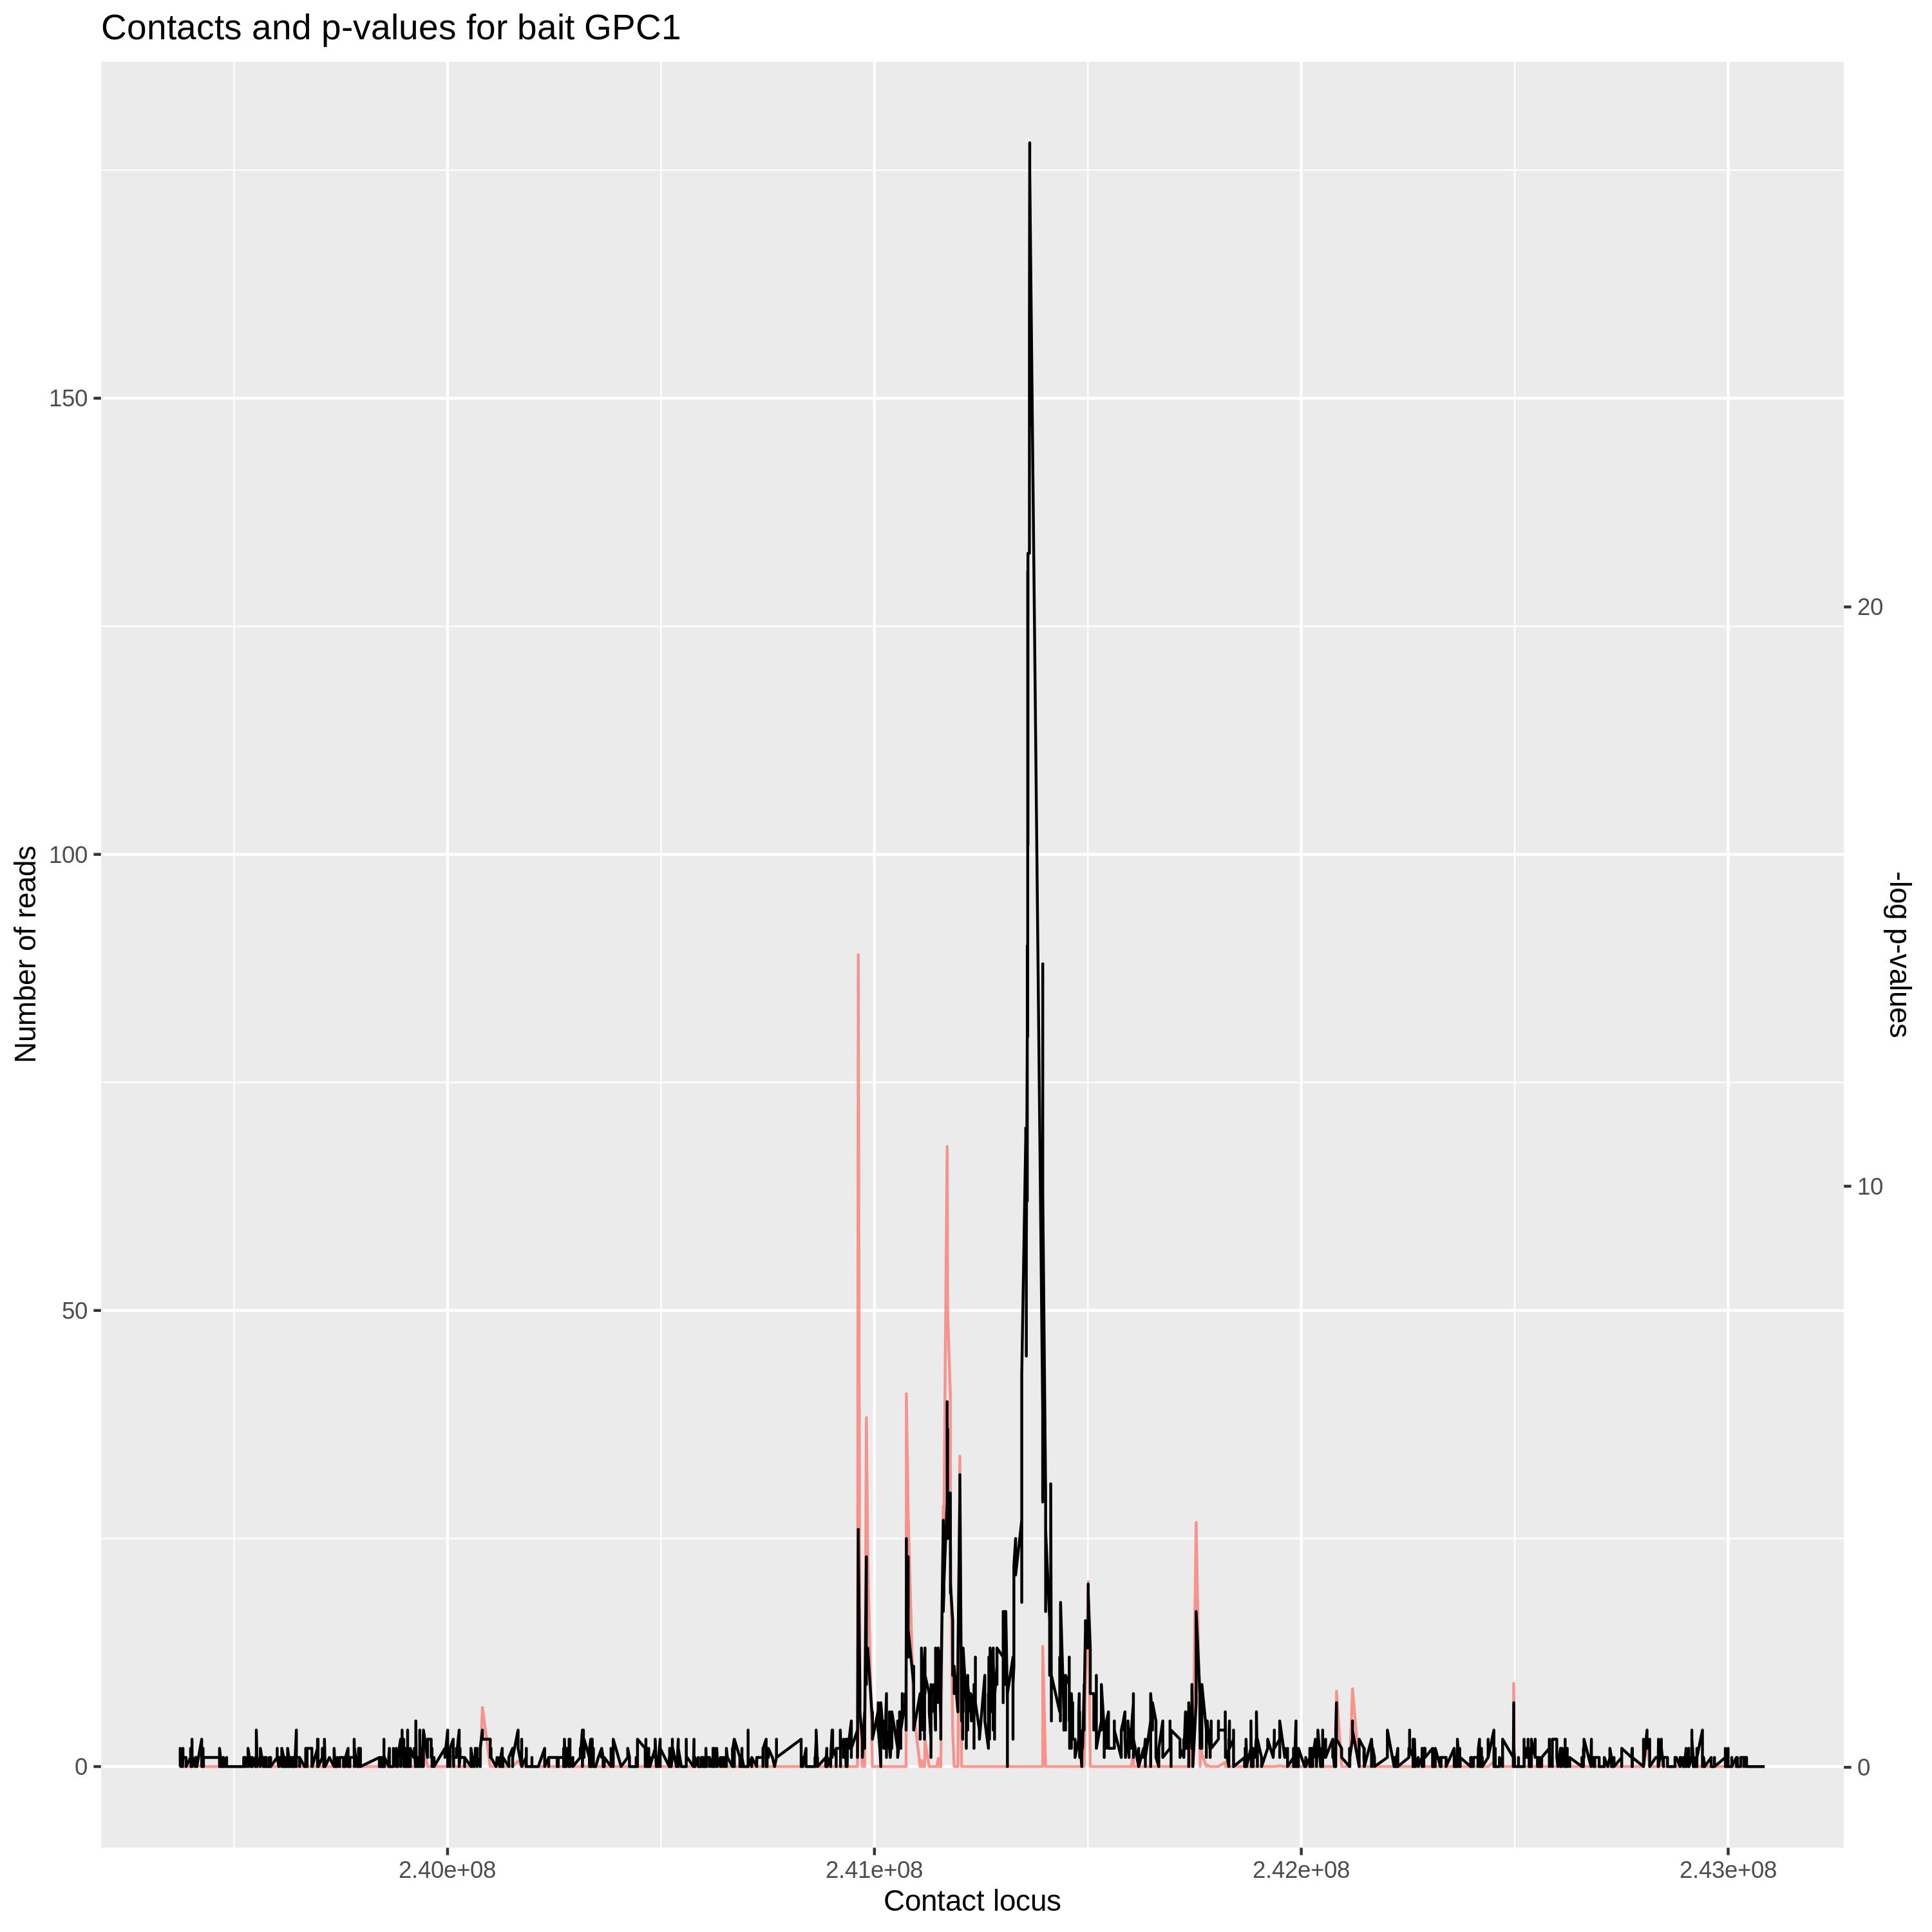 Contacts and p-values for bait GPC1
Number of reads
150
100
50
0
20
10
0
-log p-values
2.40e+08
2.41e+08
2.42e+08
2.43e+08
Contact locus